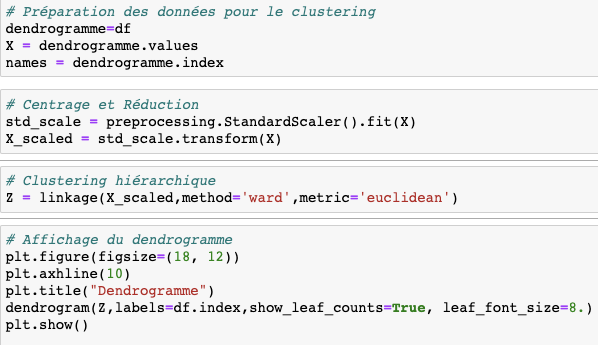 # Préparation des données pour le clustering
dendrogramme=df
X = dendrogramme.values
names = dendrogramme.index
# Centrage et Réduction
std_scale = preprocessing.StandardScaler().fit(X)
X_scaled = std_scale.transform(X)
# Clustering hiérarchique
Z = linkage(X_scaled,method='ward',metric='euclidean')
# Affichage du dendrogramme
plt.figure(figsize=(18, 12))
plt.axhline(10)
plt.title("Dendrogramme")
dendrogram(Z,labels=df.index,show_leaf_counts=True, leaf_font_size=8.)
plt.show()